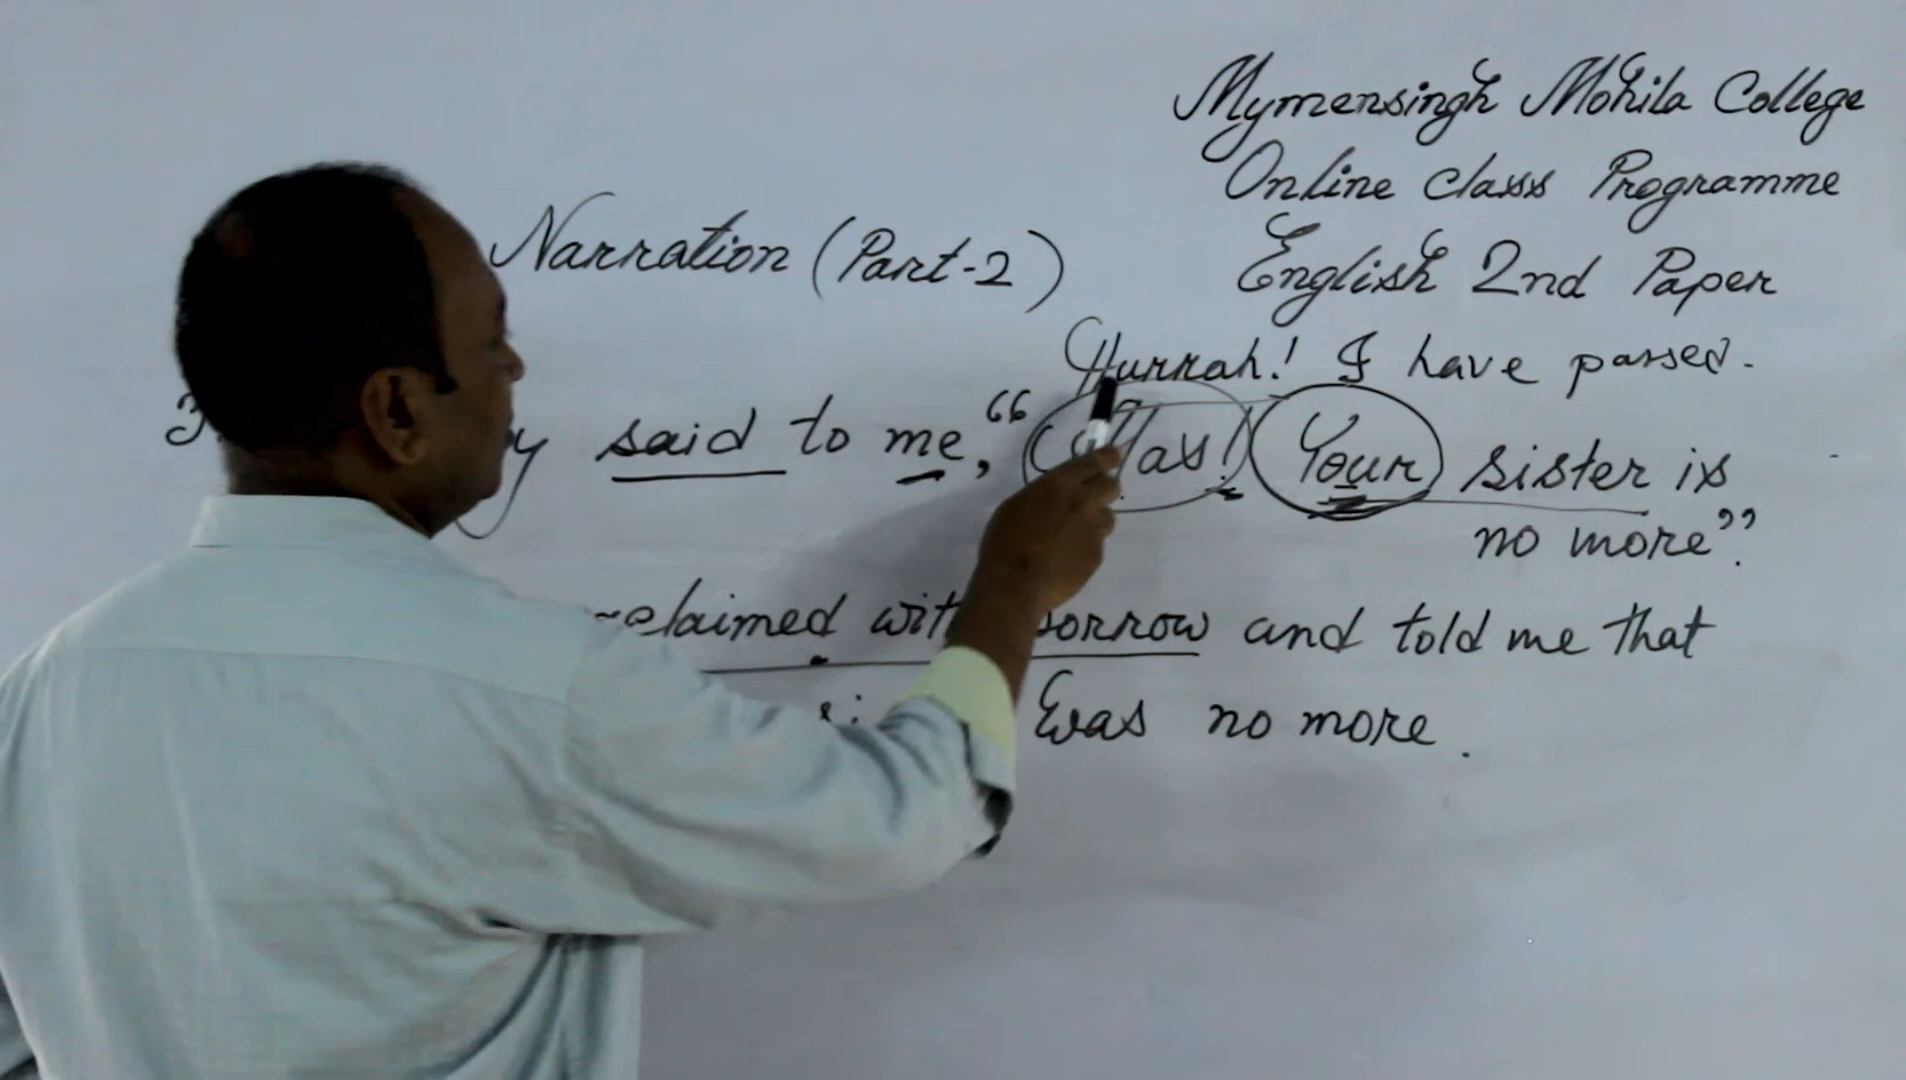 Mymensingh Mohila College
Online Class Programme
English 2nd Paper
Narration (Part-2)
Hurrah! I have passed.
said to me, "Alas! Your sister is
no more".
with sorrow and told me that
was no more.